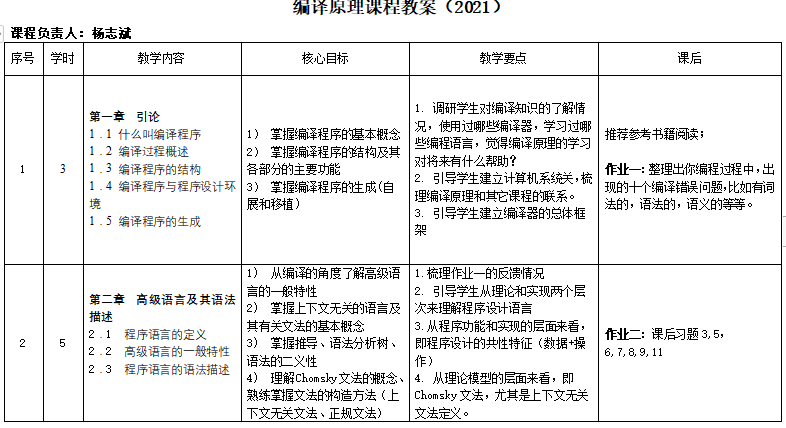 编译原理课程教案（2021）
课程负责人：杨志斌
序号 学时 教学内容 核心目标 教学要点 课后
1
3
第一章 引论
1.1 什么叫编译程序
1.2 编译过程概述
1.3 编译程序的结构
1.4 编译程序与程序设计环
境
1.5 编译程序的生成
1） 掌握编译程序的基本概念
2） 掌握编译程序的结构及其
各部分的主要功能
3） 掌握编译程序的生成(自
展和移植)
1. 调研学生对编译知识的了解情
况，使用过哪些编译器，学习过哪
些编程语言，觉得编译原理的学习
对将来有什么帮助？
2. 引导学生建立计算机系统关，梳
理编译原理和其它课程的联系。
3. 引导学生建立编译器的总体框
架
推荐参考书籍阅读；
作业一：整理出你编程过程中，出
现的十个编译错误问题，比如有词
法的，语法的，语义的等等。
2
5
第二章 高级语言及其语法
描述
2.1 程序语言的定义
2.2 高级语言的一般特性
2.3 程序语言的语法描述
1） 从编译的角度了解高级语
言的一般特性
2） 掌握上下文无关的语言及
其有关文法的基本概念
3） 掌握推导、语法分析树、
语法的二义性
4） 理解Chomsky文法的概念、
熟练掌握文法的构造方法（上
下文无关文法、正规文法）
1.梳理作业一的反馈情况
2. 引导学生从理论和实现两个层
次来理解程序设计语言
3.从程序功能和实现的层面来看，
即程序设计的共性特征（数据+操
作）
4. 从理论模型的层面来看，即
Chomsky文法，尤其是上下文无关
文法定义。
作业二：课后习题3,5，
6,7,8,9,11